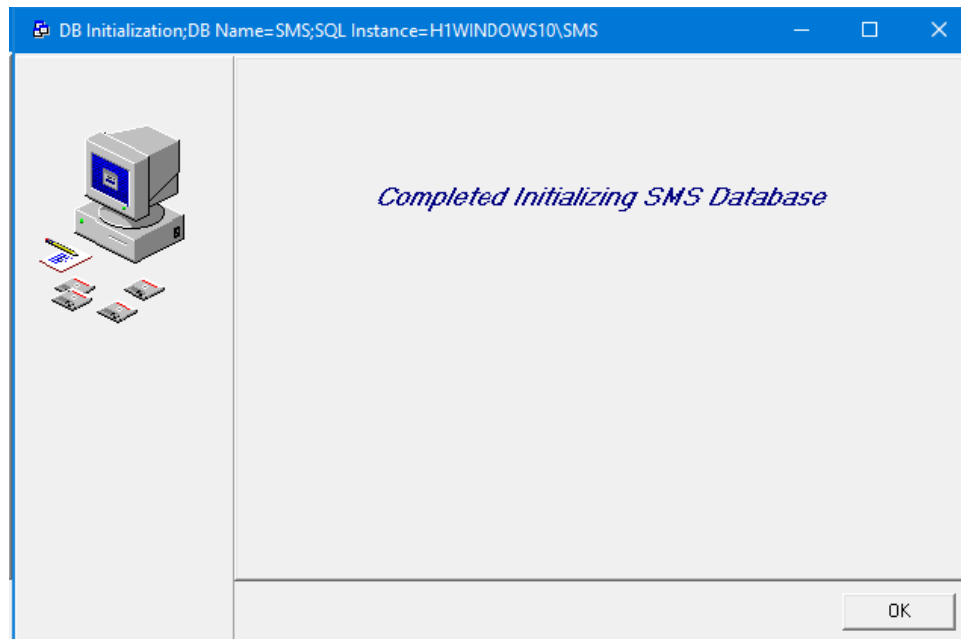 DB Initialization;DB Name=SMS;SQL Instance=H1WINDOWS10\SMS
Completed Initializing SMS Database
OK